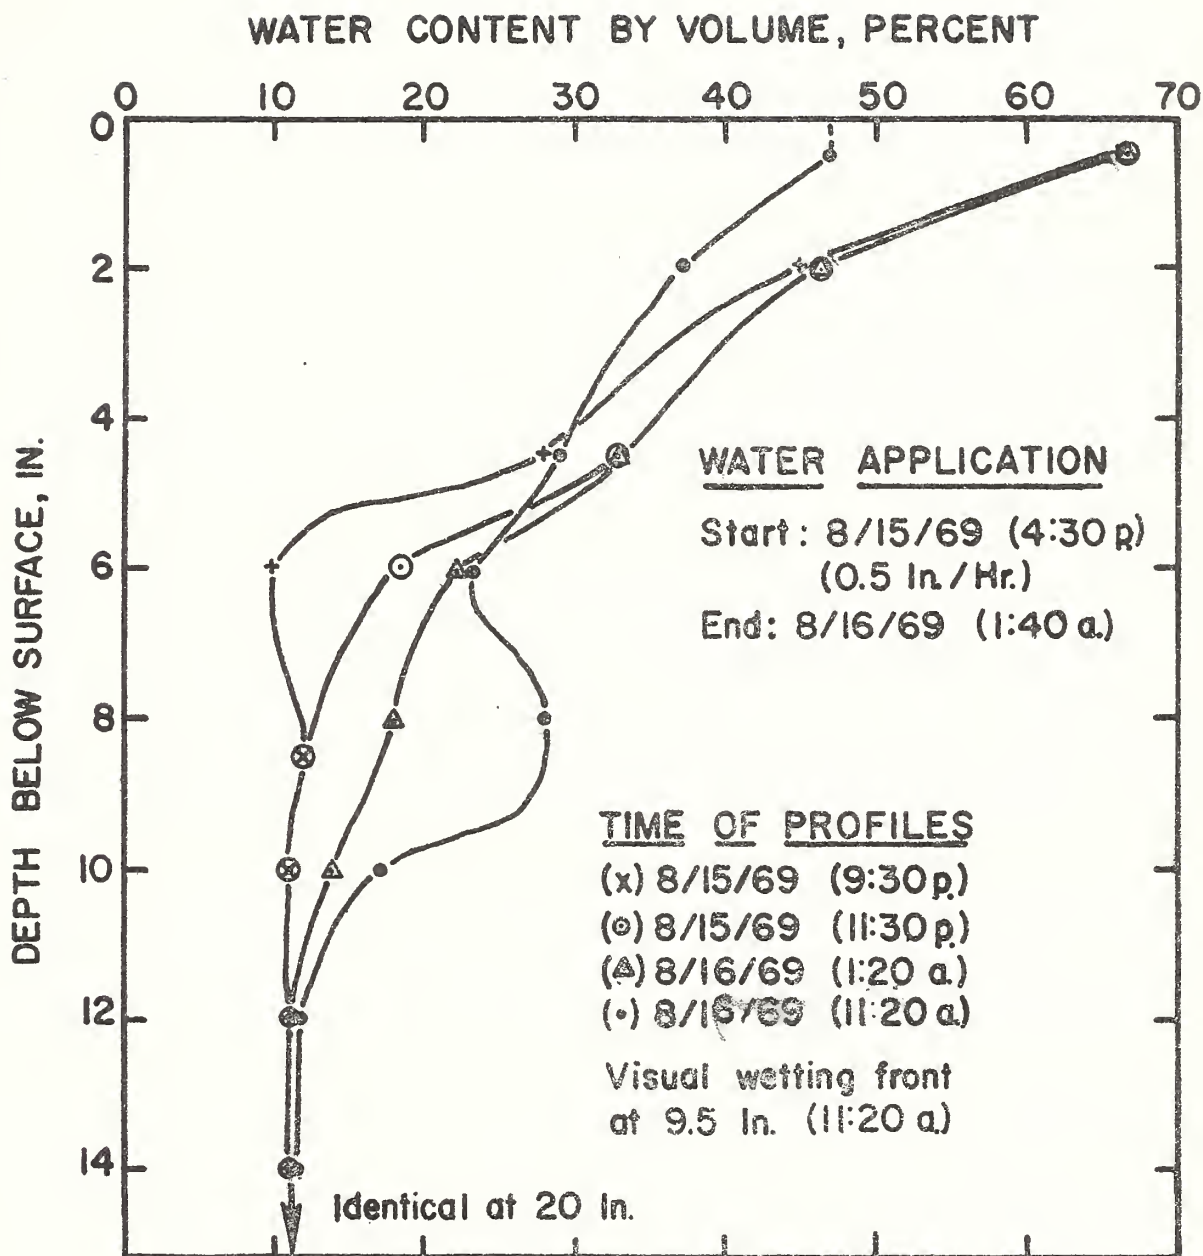 WATER CONTENT BY VOLUME, PERCENT
0 10 20 30 40 50 60 70
0
2
4
6
8
10
12
14
DEPTH BELOW SURFACE, IN.
WATER APPLICATION
Start: 8/15/69 (4:30 p.)
(0.5 In./Hr.)
End: 8/16/69 (1:40 a.)
TIME OF PROFILES
(x) 8/15/69 (9:30 p.)
(⊙) 8/15/69 (11:30 p.)
(△) 8/16/69 (1:20 a.)
(•) 8/16/69 (11:20 a.)
Visual wetting front
at 9.5 In. (11:20 a.)
Identical at 20 In.